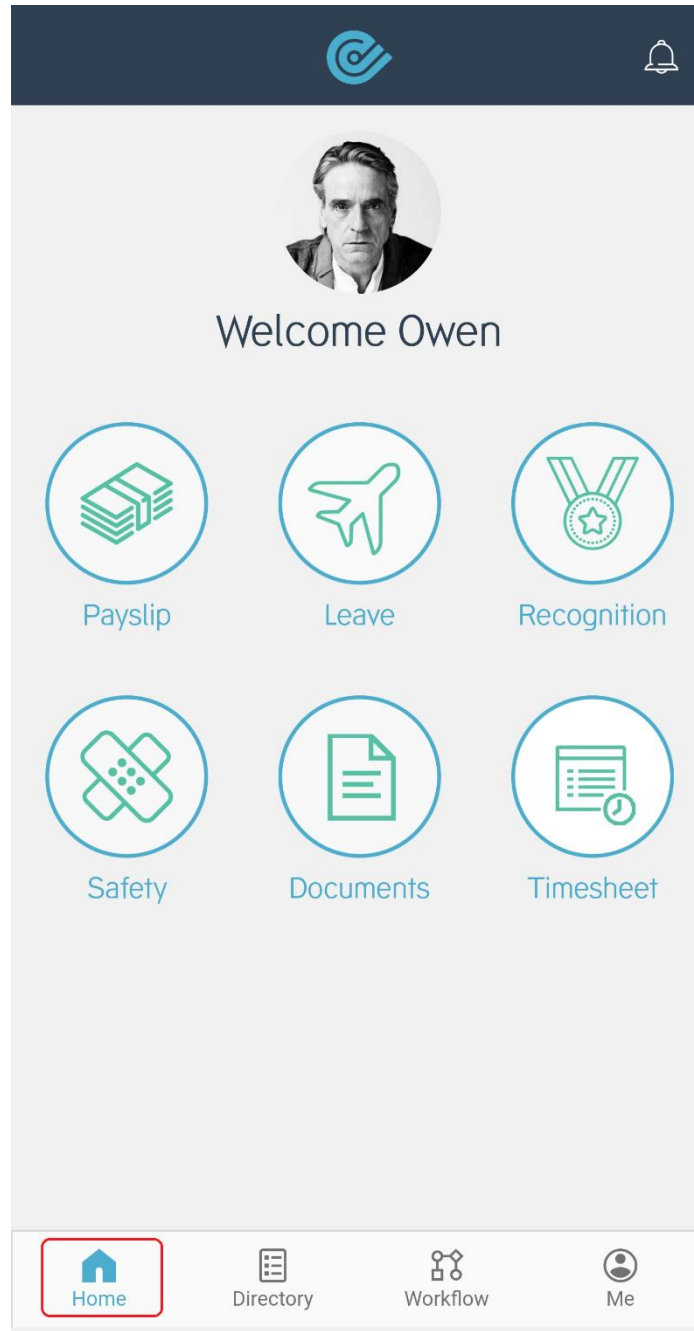 Welcome Owen
Payslip
Leave
Recognition
Safety
Documents
Timesheet
Home
Directory
Workflow
Me